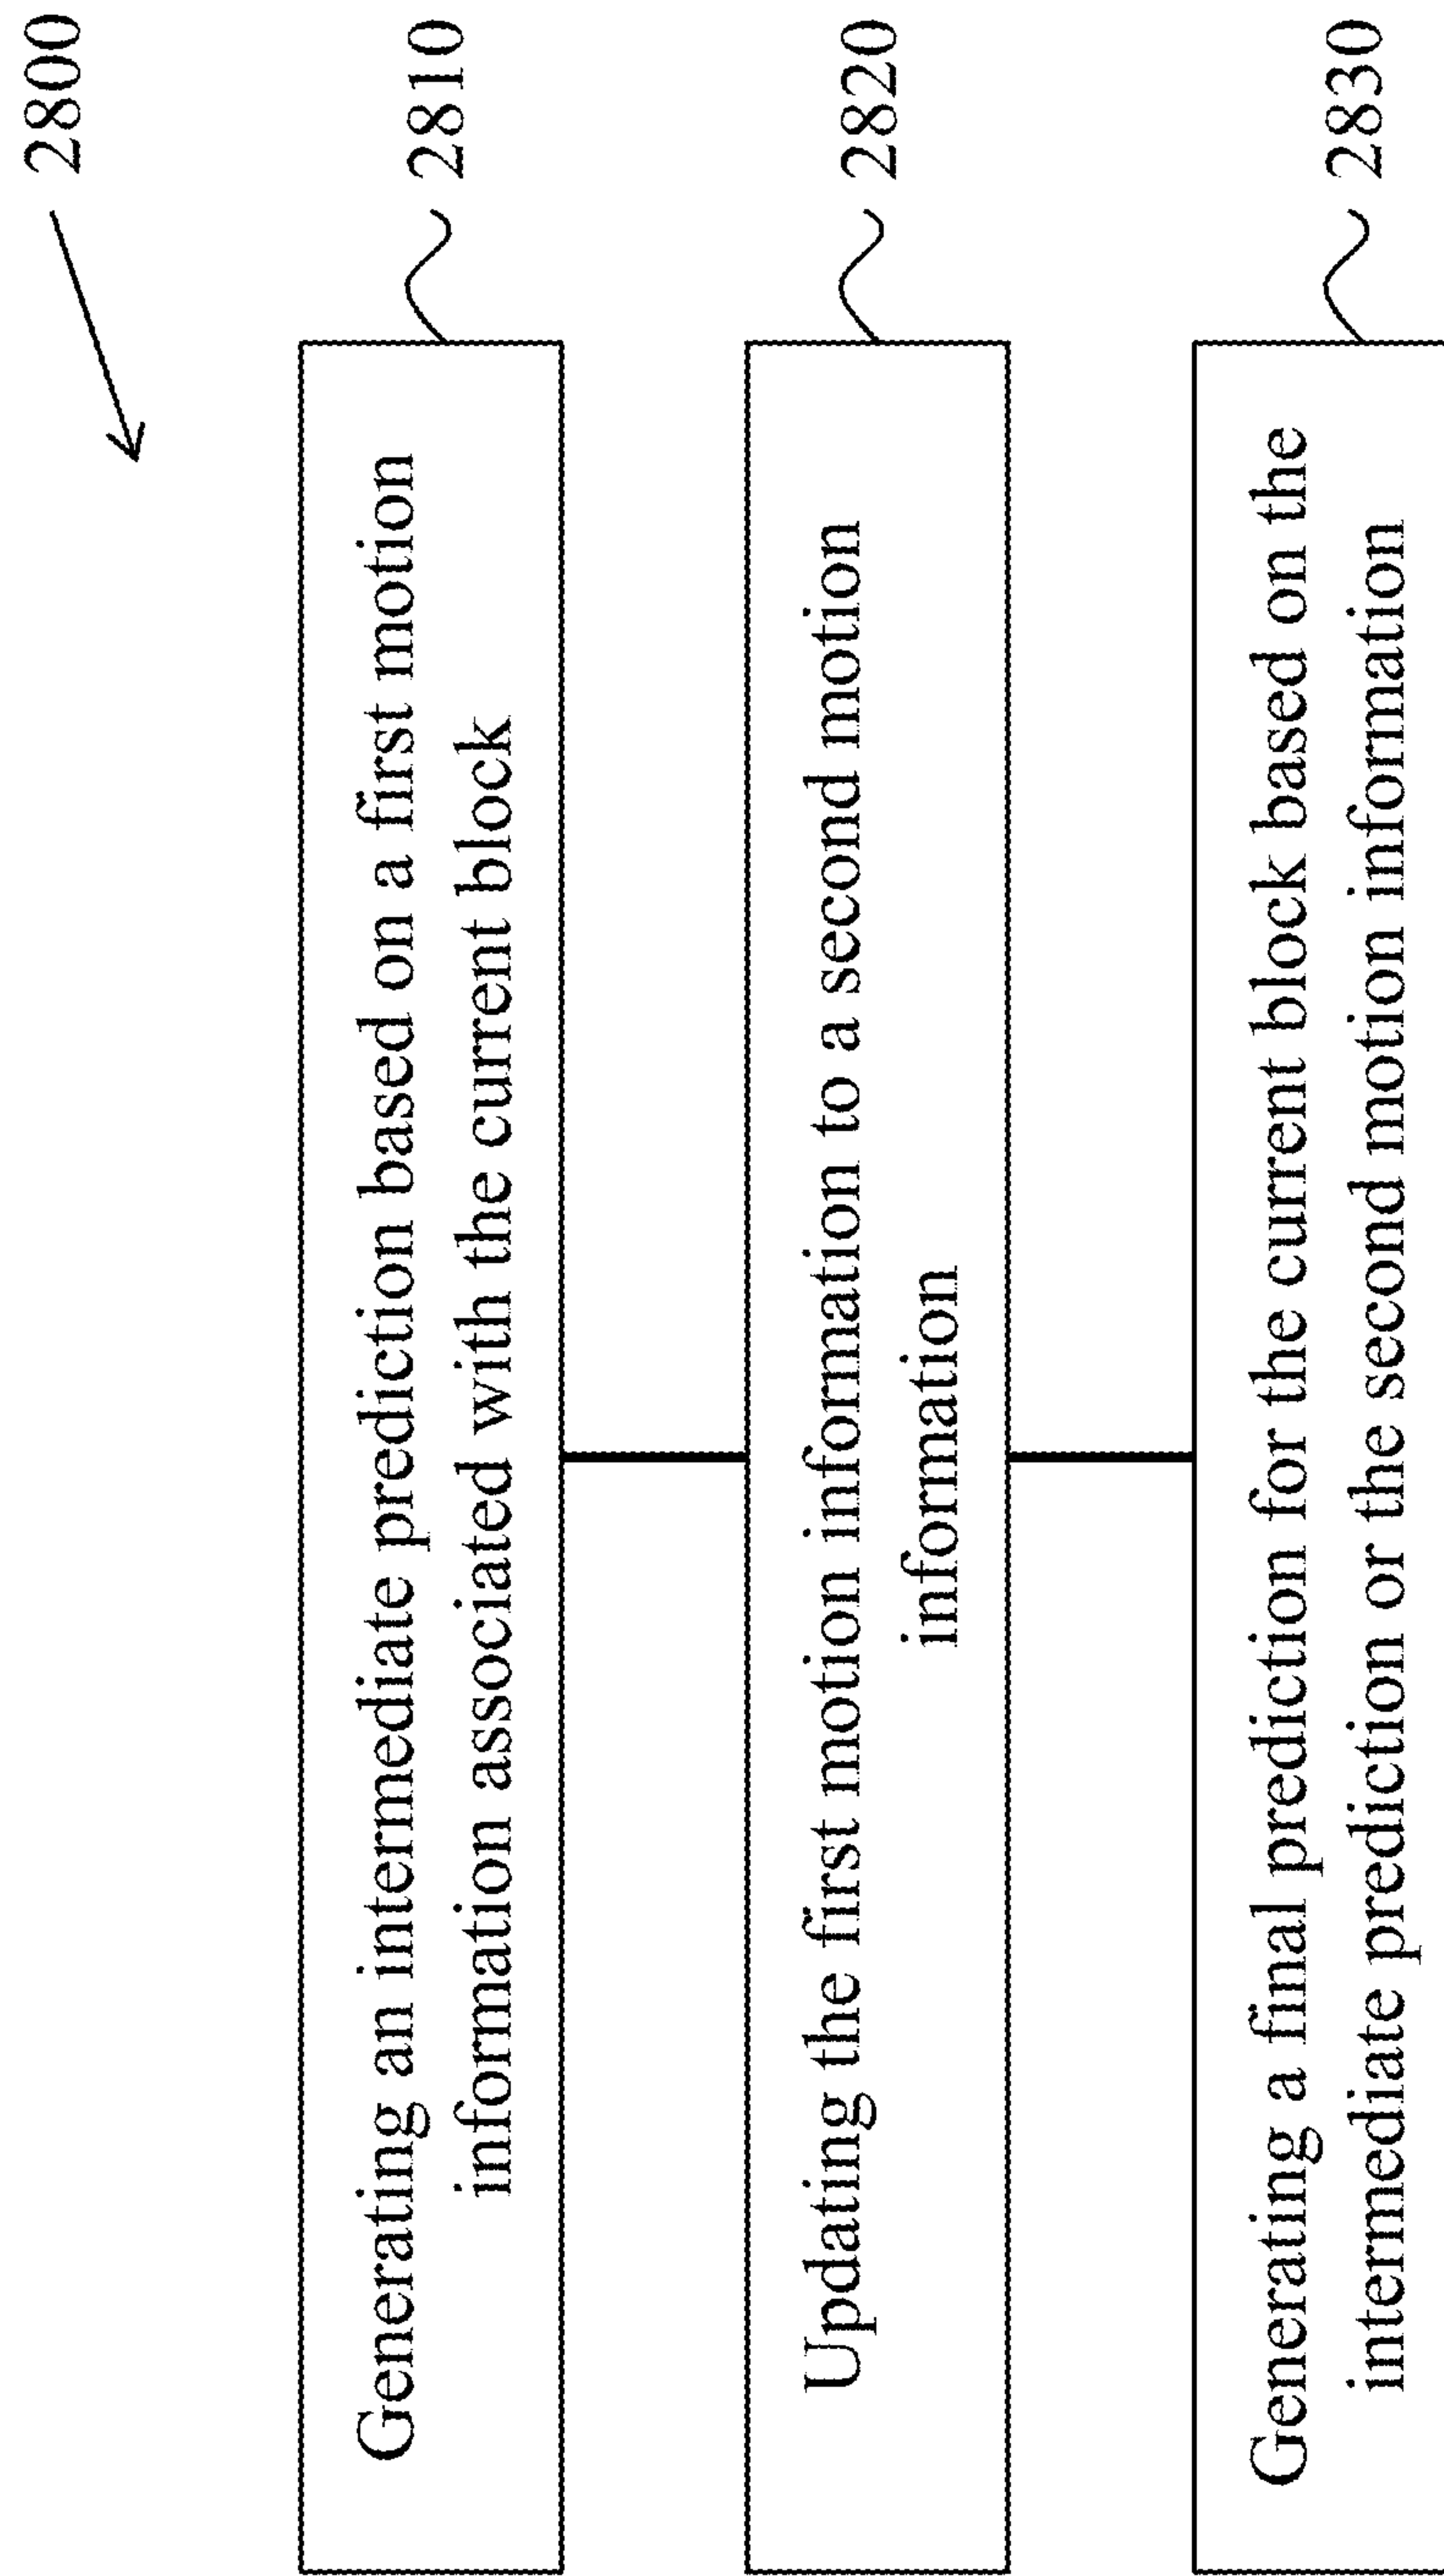 2800
Generating an intermediate prediction based on a first motion
information associated with the current block
2810
Updating the first motion information to a second motion
information
2820
Generating a final prediction for the current block based on the
intermediate prediction or the second motion information
2830